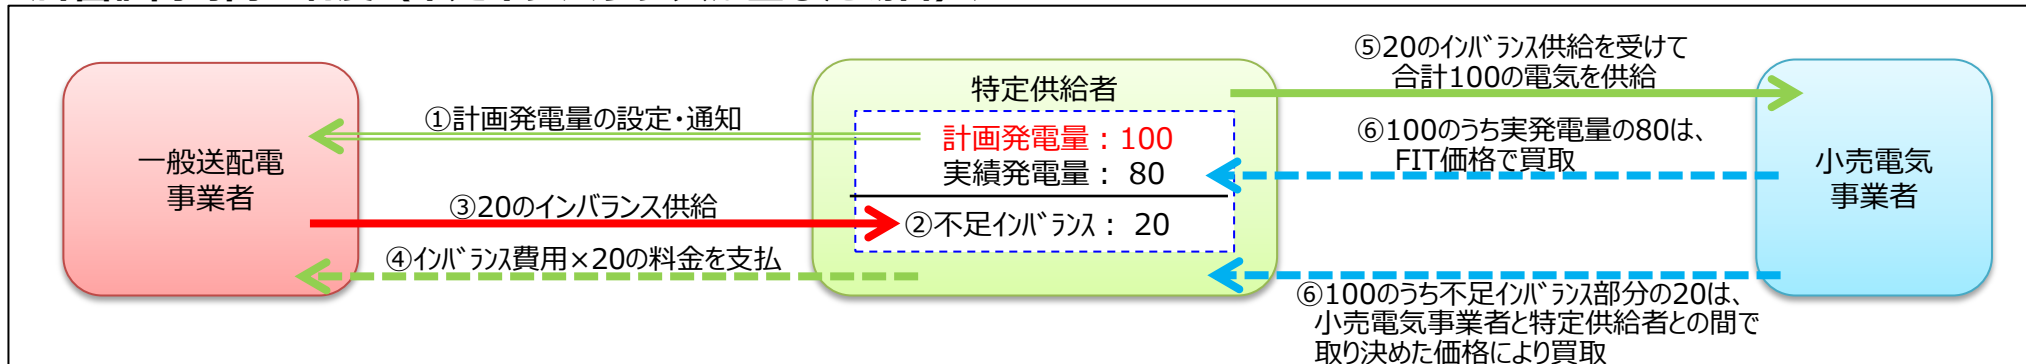 一般送配電
事業者
①計画発電量の設定・通知
③20のインバランス供給
④インバランス費用×20の料金を支払
特定供給者
計画発電量：100
実績発電量： 80
②不足インバランス： 20
⑤20のインバランス供給を受けて
合計100の電気を供給
⑥100のうち実発電量の80は、
FIT価格で買取
⑥100のうち不足インバランス部分の20は、
小売電気事業者と特定供給者との間で
取り決めた価格により買取
小売電気
事業者